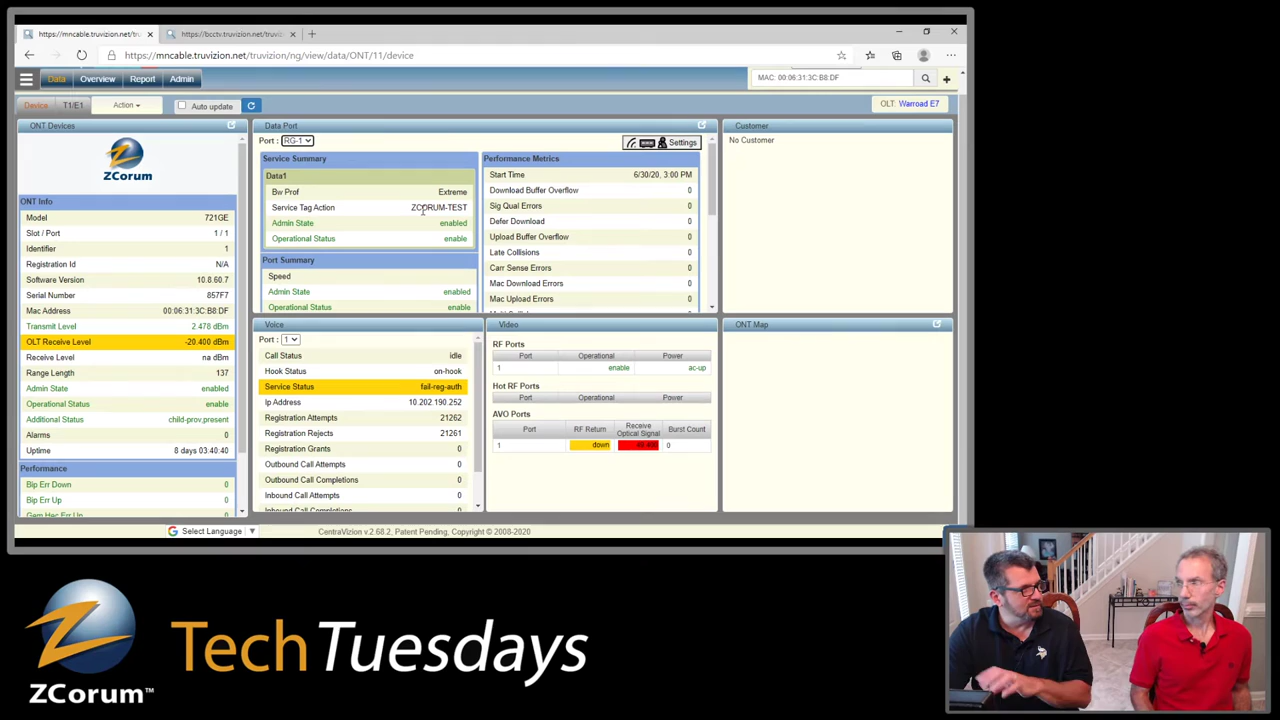 https://mncable.truvizion.net/tru
https://bcctv.truvizion.net/truviz
https://mncable.truvizion.net/truvizion/ng/view/data/ONT/11/device
Data Overview Report Admin
MAC: 00:06:31:3C:B8:DF
Device T1/E1 Action Auto update
OLT: Warroad E7
ONT Devices
ZCorum
ONT Info
Model 721GE
Slot / Port 1 / 1
Identifier 1
Registration Id N/A
Software Version 10.8.60.7
Serial Number 857F7
Mac Address 00:06:31:3C:B8:DF
Transmit Level 2.478 dBm
OLT Receive Level -20.400 dBm
Receive Level na dBm
Range Length 137
Admin State enabled
Operational Status enable
Additional Status child-prov,present
Alarms 0
Uptime 8 days 03:40:40
Performance
Bip Err Down 0
Bip Err Up 0
Gem Hec Err Up 0
Data Port
Port : RG-1
Settings
Service Summary
Data1
Bw Prof Extreme
Service Tag Action ZCORUM-TEST
Admin State enabled
Operational Status enable
Port Summary
Speed
Admin State enabled
Operational Status enable
Performance Metrics
Start Time 6/30/20, 3:00 PM
Download Buffer Overflow 0
Sig Qual Errors 0
Defer Download 0
Upload Buffer Overflow 0
Late Collisions 0
Carr Sense Errors 0
Mac Download Errors 0
Mac Upload Errors 0
Customer
No Customer
Voice
Port : 1
Call Status idle
Hook Status on-hook
Service Status fail-reg-auth
Ip Address 10.202.190.252
Registration Attempts 21262
Registration Rejects 21261
Registration Grants 0
Outbound Call Attempts 0
Outbound Call Completions 0
Inbound Call Attempts 0
Inbound Call Completions 0
Video
RF Ports
Port Operational Power
1 enable ac-up
Hot RF Ports
Port Operational Power
AVO Ports
Port RF Return Receive Optical Signal Burst Count
1 down 0
ONT Map
Select Language
CentraVizion v.2.68.2, Patent Pending, Copyright © 2008-2020
ZCorum™
TechTuesdays